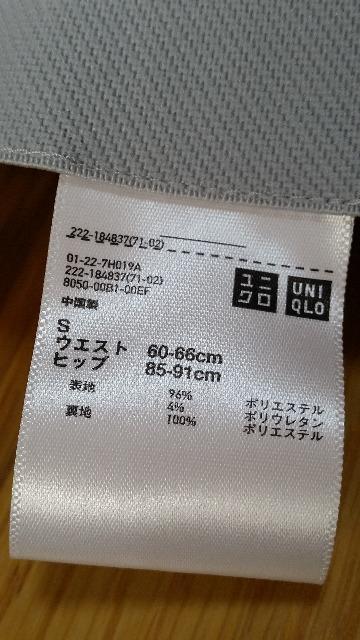 222-184837(71-02)
01-22-7H019A
222-184837(71-02)
8050-00B1-00EF
中国製
ユニ
クロ
UNI
QLO
S
ウエスト 60-66cm
ヒップ 85-91cm
表地 96% ポリエステル
4% ポリウレタン
裏地 100% ポリエステル